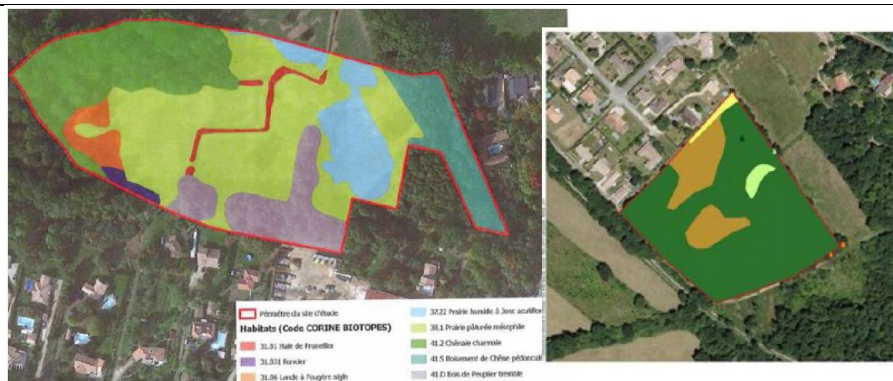 Périmètre du site d'étude
Habitats (Code CORINE BIOTOPES)
31.81 Haie de Prunellier
31.831 Roncier
31.86 Lande à Fougère aigle
37.22 Prairie humide à Jonc acutiflor
38.1 Prairie pâturée mésophile
41.2 Chênaie charmaie
41.5 Boisement de Chêne pédoncul
41.D Bois de Peuplier tremble